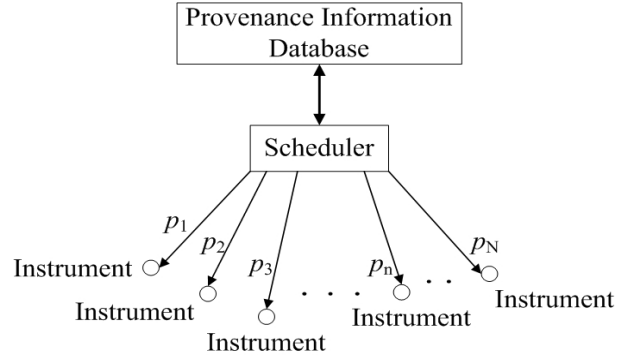 Provenance Information
Database
Scheduler
p1
p2
p3
pn
pN
Instrument
Instrument
Instrument
. . . .
Instrument
. .
Instrument